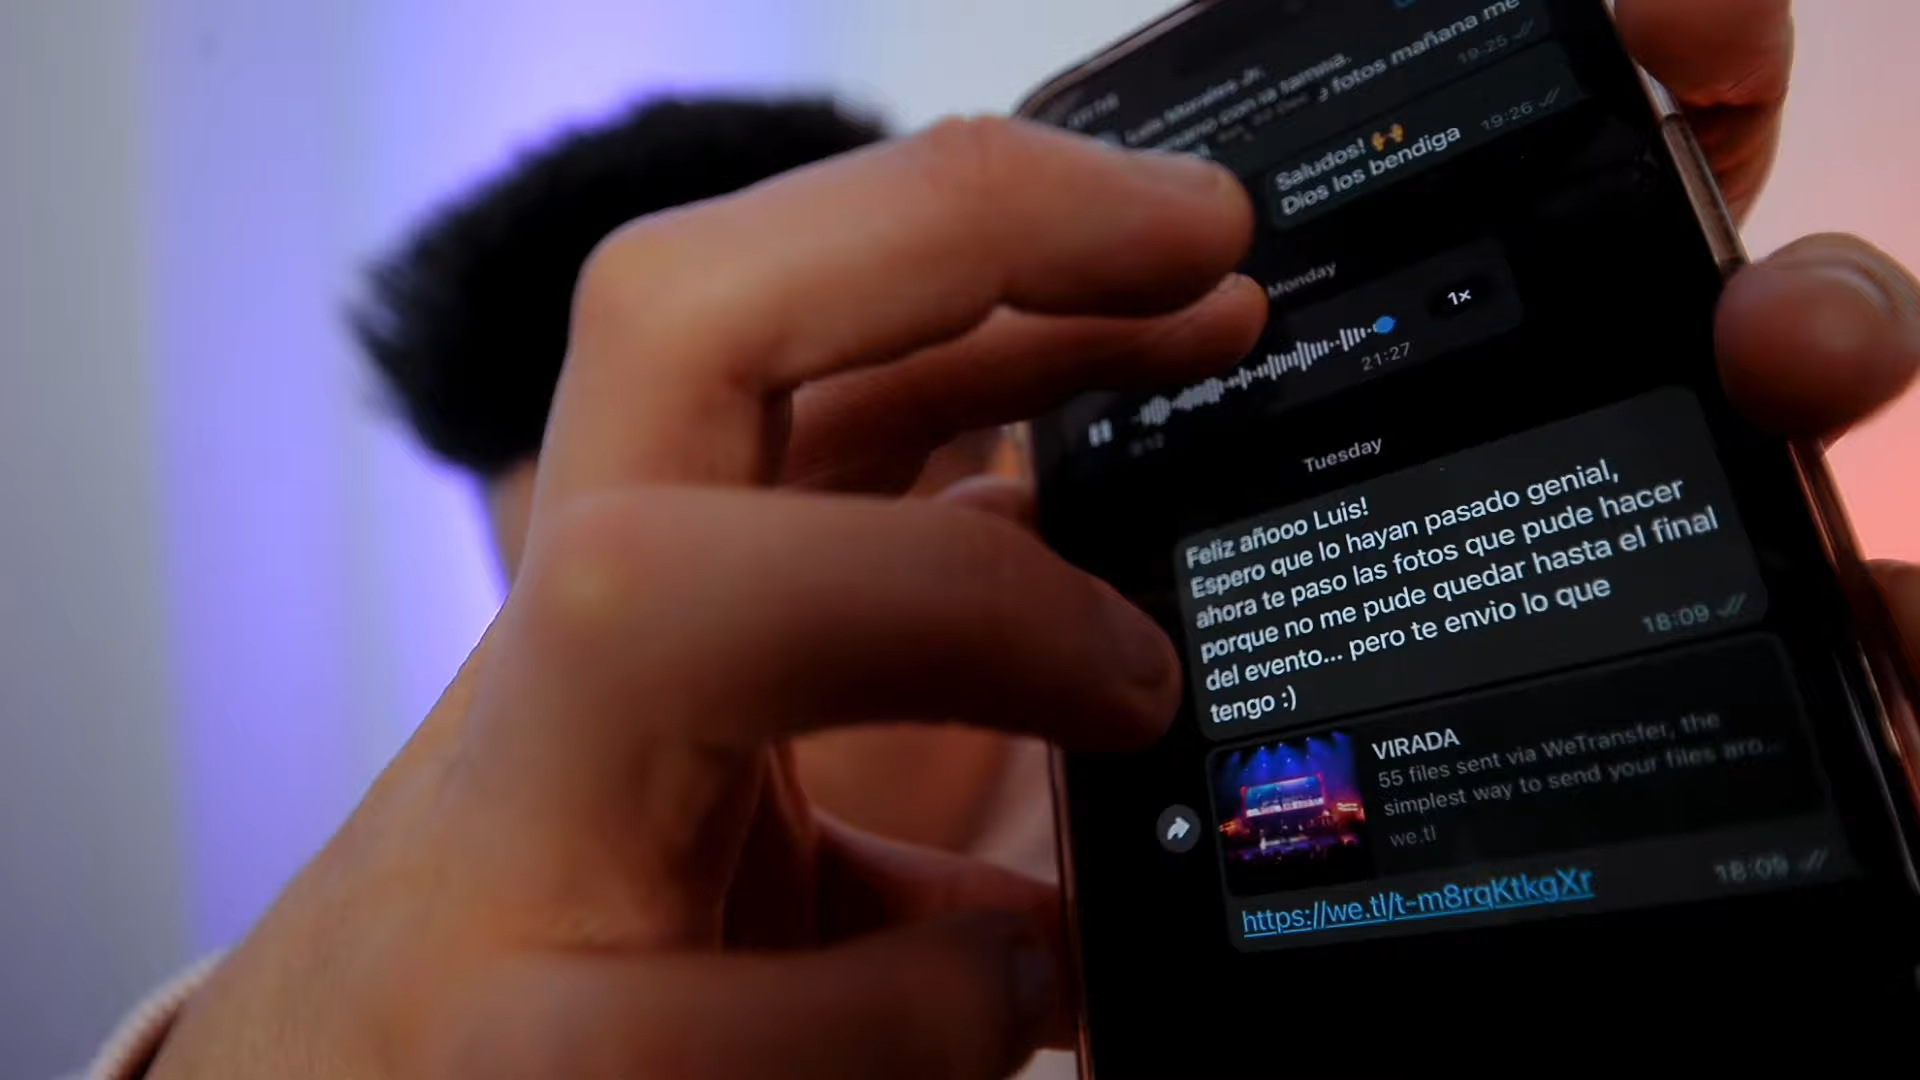 fotos mañana me
19:25
Saludos!
Dios los bendiga
19:26
Monday
1×
21:27
Tuesday
Feliz añooo Luis!
Espero que lo hayan pasado genial,
ahora te paso las fotos que pude hacer
porque no me pude quedar hasta el final
del evento... pero te envio lo que
tengo :)
18:09
VIRADA
55 files sent via WeTransfer, the
simplest way to send your files aro...
we.tl
https://we.tl/t-m8rqKtkgXr
18:09